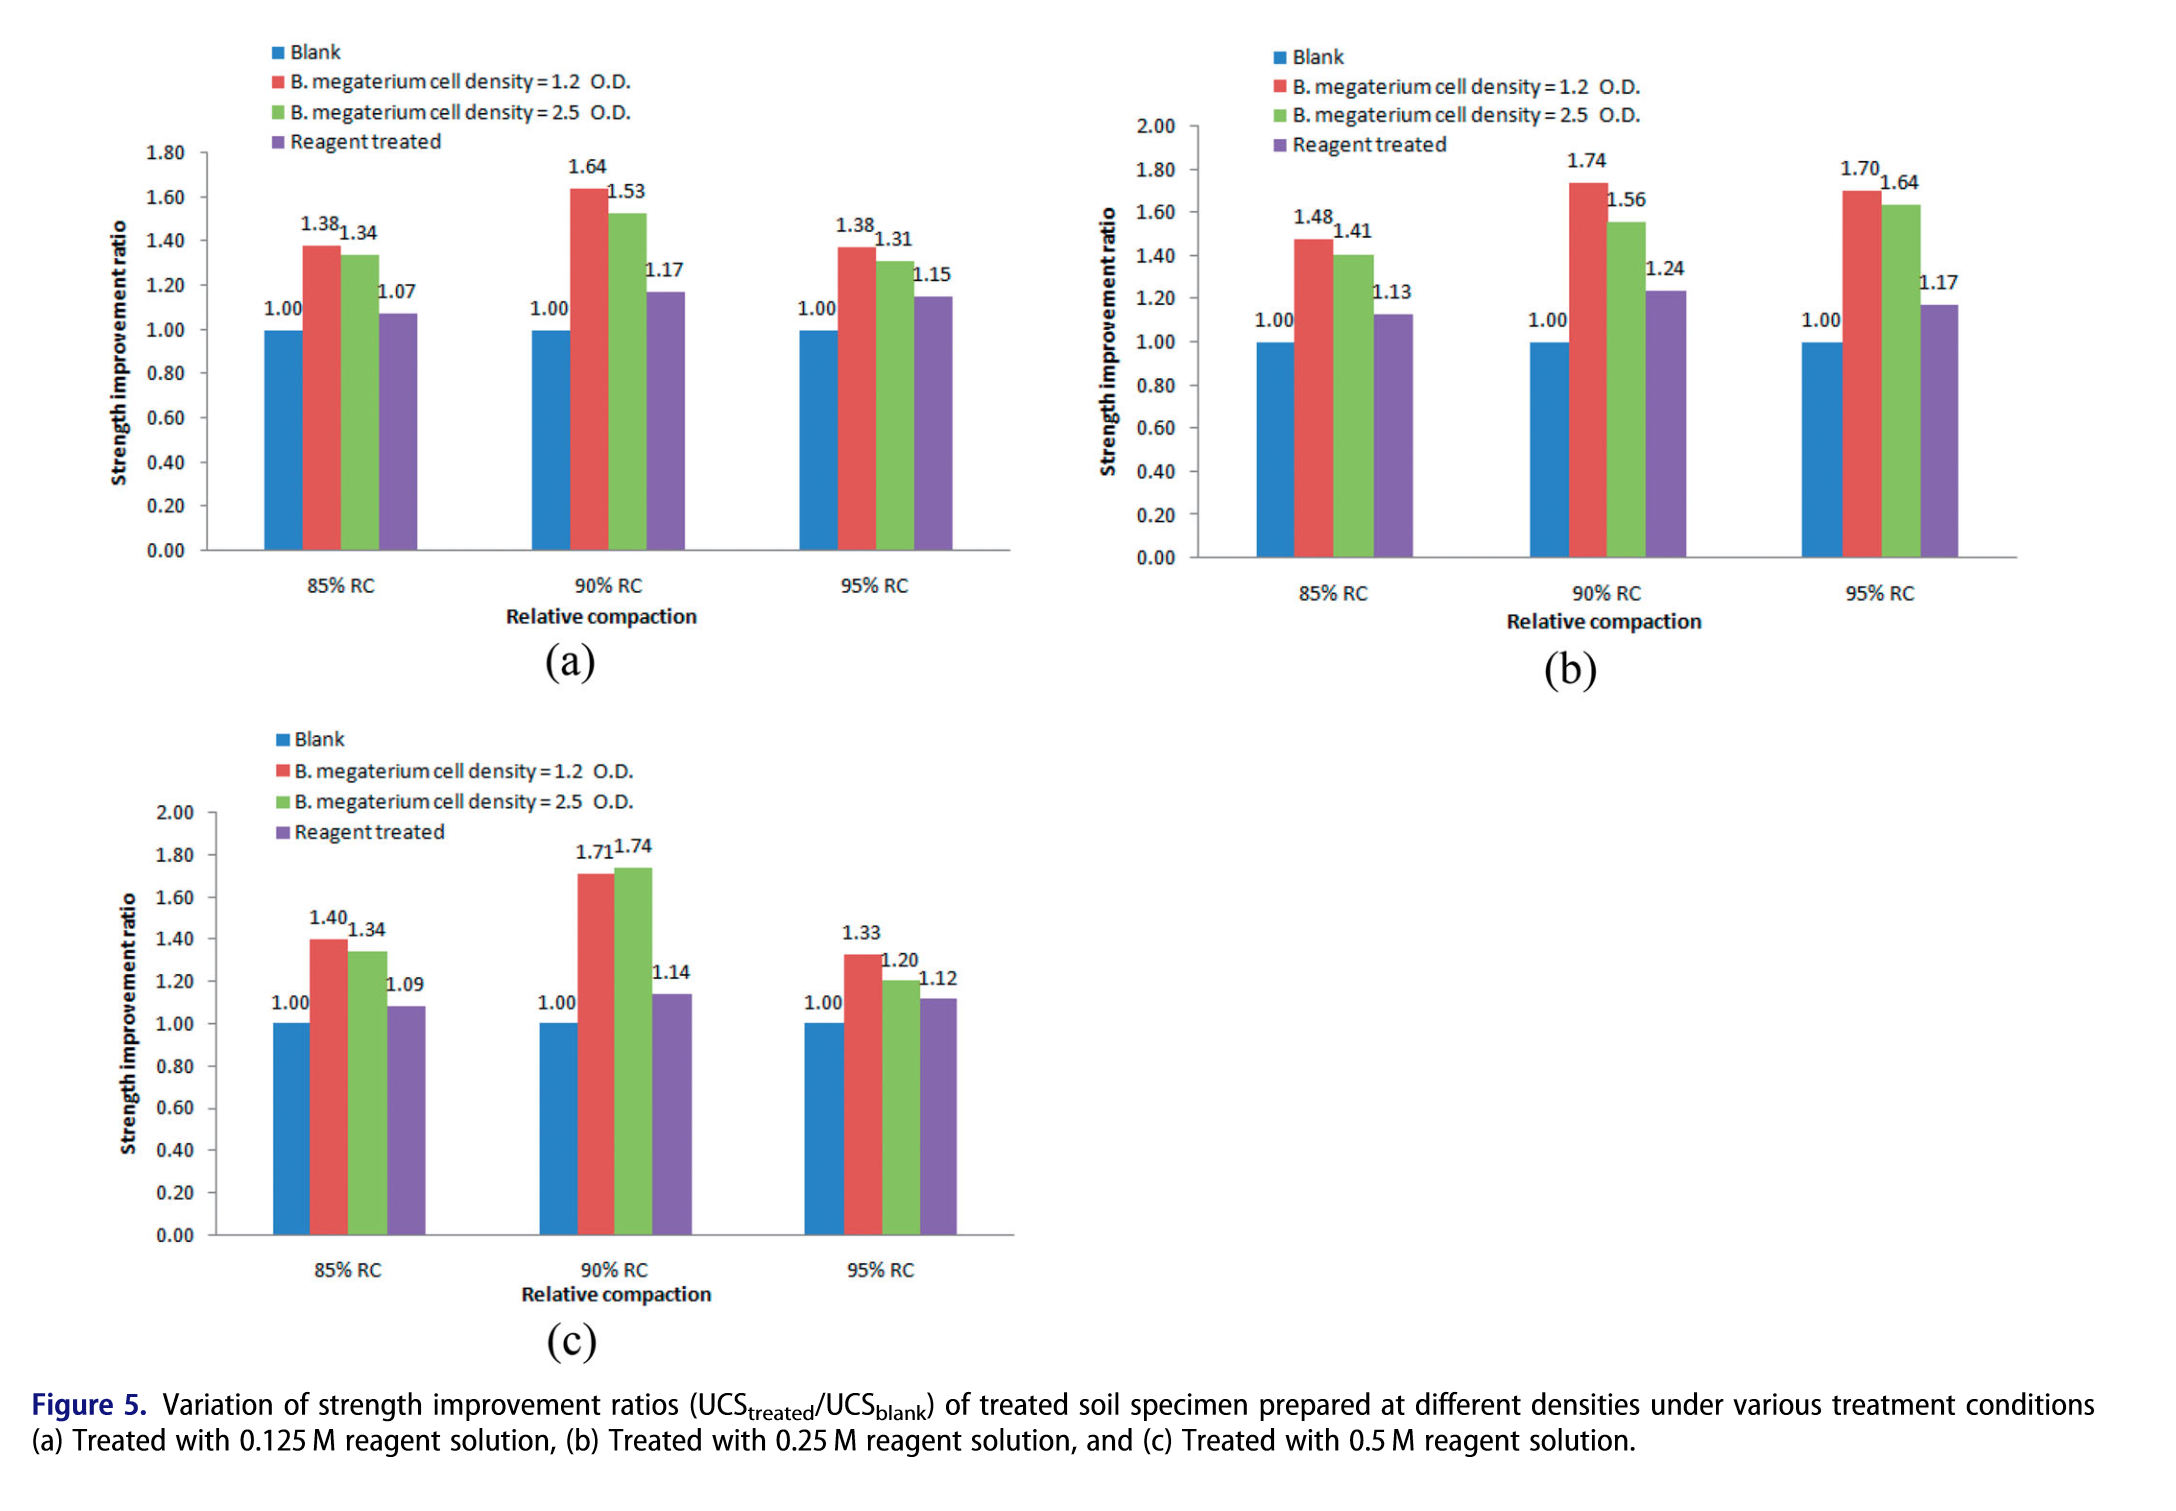 Blank
B. megaterium cell density = 1.2 O.D.
B. megaterium cell density = 2.5 O.D.
Reagent treated
Strength improvement ratio
1.80
1.60
1.40
1.20
1.00
0.80
0.60
0.40
0.20
0.00
1.00 1.38 1.34 1.07
1.00 1.64 1.53 1.17
1.00 1.38 1.31 1.15
85% RC 90% RC 95% RC
Relative compaction
(a)
Blank
B. megaterium cell density = 1.2 O.D.
B. megaterium cell density = 2.5 O.D.
Reagent treated
Strength improvement ratio
2.00
1.80
1.60
1.40
1.20
1.00
0.80
0.60
0.40
0.20
0.00
1.00 1.48 1.41 1.13
1.00 1.74 1.56 1.24
1.00 1.70 1.64 1.17
85% RC 90% RC 95% RC
Relative compaction
(b)
Blank
B. megaterium cell density = 1.2 O.D.
B. megaterium cell density = 2.5 O.D.
Reagent treated
Strength improvement ratio
2.00
1.80
1.60
1.40
1.20
1.00
0.80
0.60
0.40
0.20
0.00
1.00 1.40 1.34 1.09
1.00 1.71 1.74 1.14
1.00 1.33 1.20 1.12
85% RC 90% RC 95% RC
Relative compaction
(c)
Figure 5. Variation of strength improvement ratios (UCStreated/UCSblank) of treated soil specimen prepared at different densities under various treatment conditions
(a) Treated with 0.125 M reagent solution, (b) Treated with 0.25 M reagent solution, and (c) Treated with 0.5 M reagent solution.